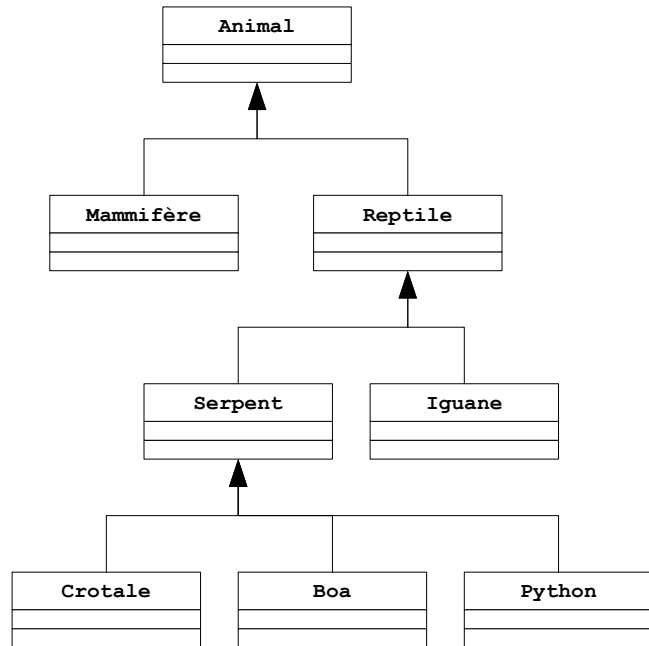 Animal
Mammifère
Reptile
Serpent
Iguane
Crotale
Boa
Python